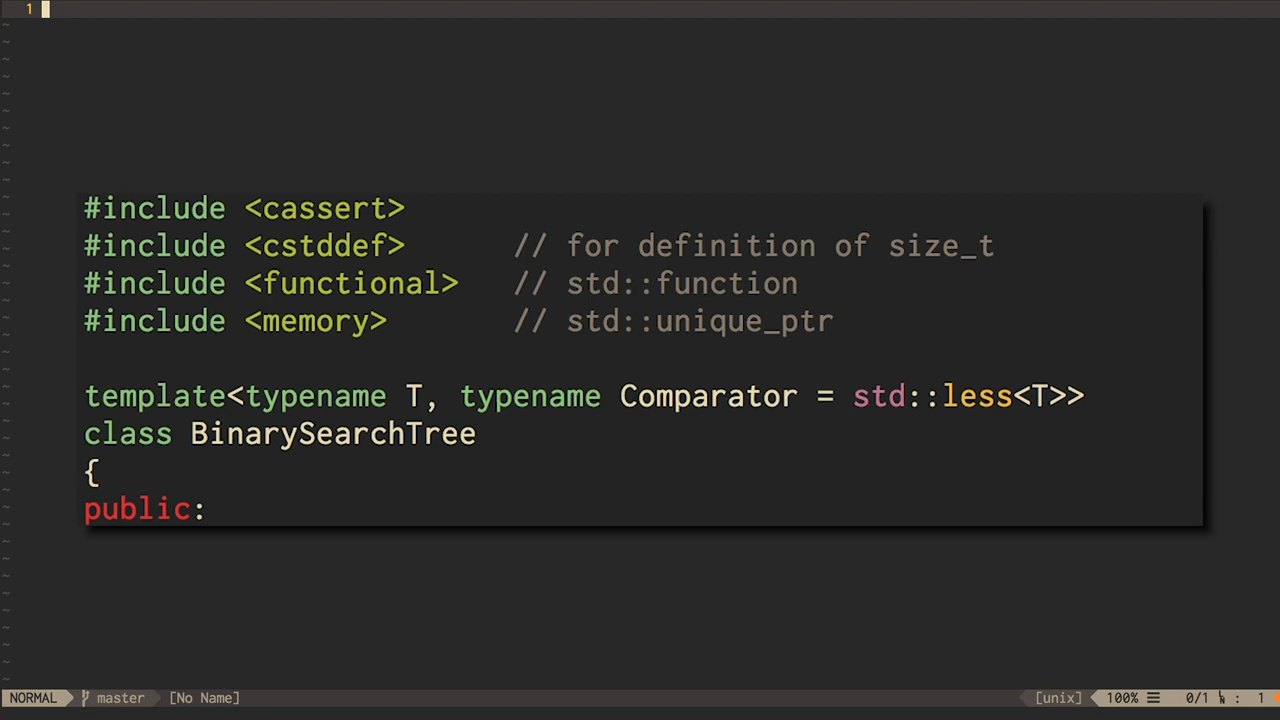 1
#include <cassert>
#include <cstddef>      // for definition of size_t
#include <functional>   // std::function
#include <memory>       // std::unique_ptr
template<typename T, typename Comparator = std::less<T>>
class BinarySearchTree
{
public:
NORMAL master [No Name] [unix] 100% ☰ 0/1 ㏑ : 1